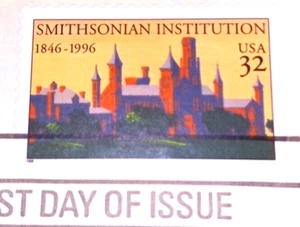 SMITHSONIAN INSTITUTION
1846-1996
USA
32
ST DAY OF ISSUE